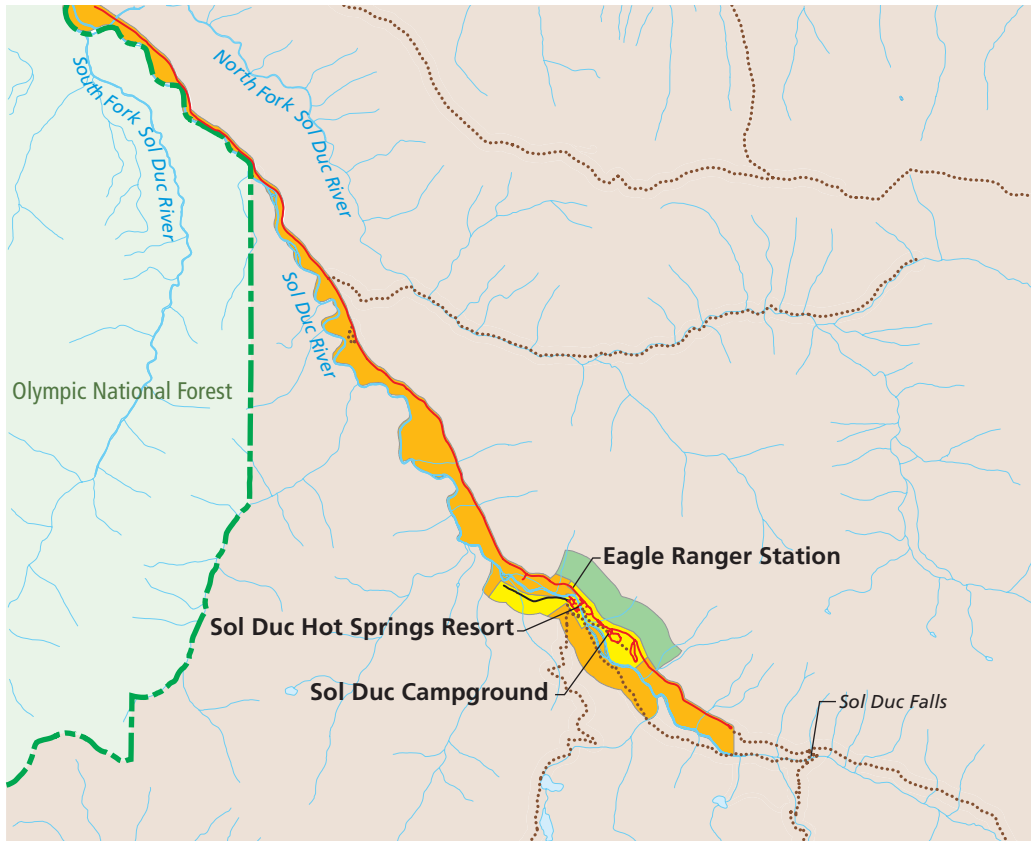 North Fork Sol Duc River
South Fork Sol Duc River
Sol Duc River
Olympic National Forest
Eagle Ranger Station
Sol Duc Hot Springs Resort
Sol Duc Campground
Sol Duc Falls